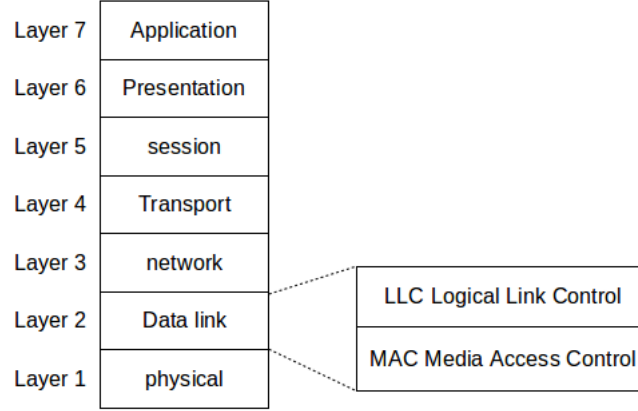 Layer 7 Application
Layer 6 Presentation
Layer 5 session
Layer 4 Transport
Layer 3 network
Layer 2 Data link
Layer 1 physical
LLC Logical Link Control
MAC Media Access Control